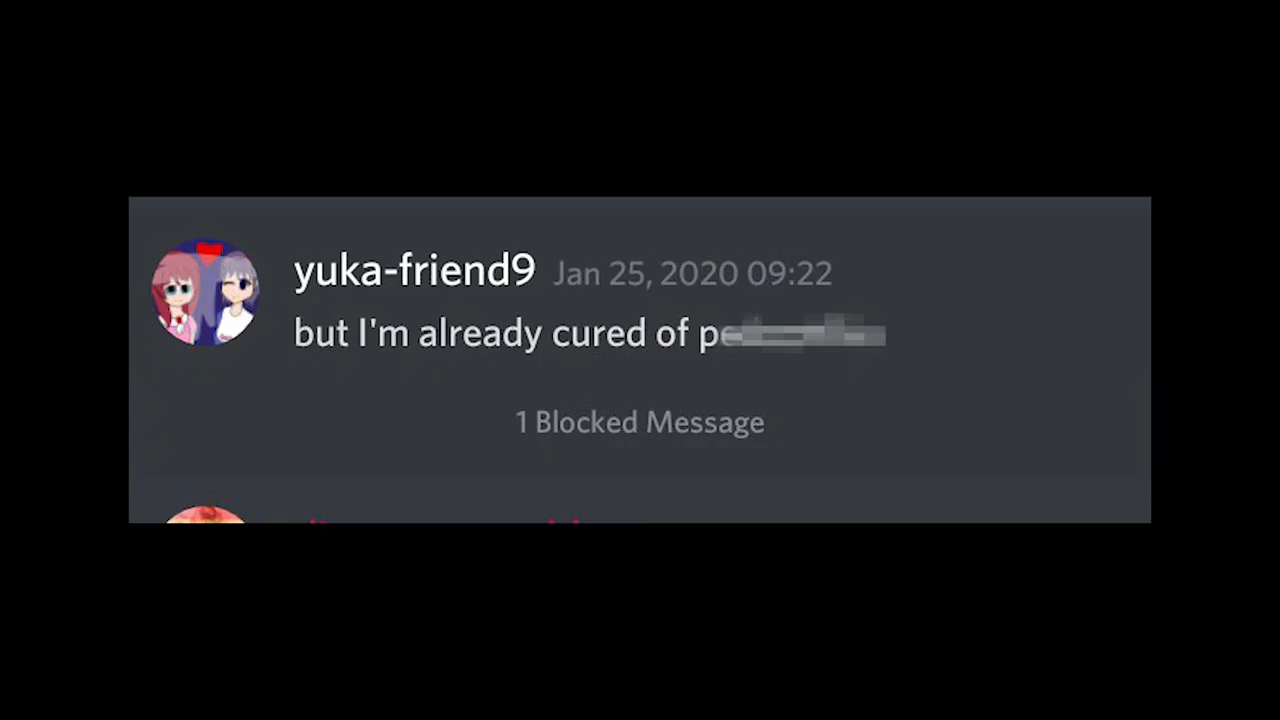 yuka-friend9 Jan 25, 2020 09:22
but I'm already cured of
1 Blocked Message